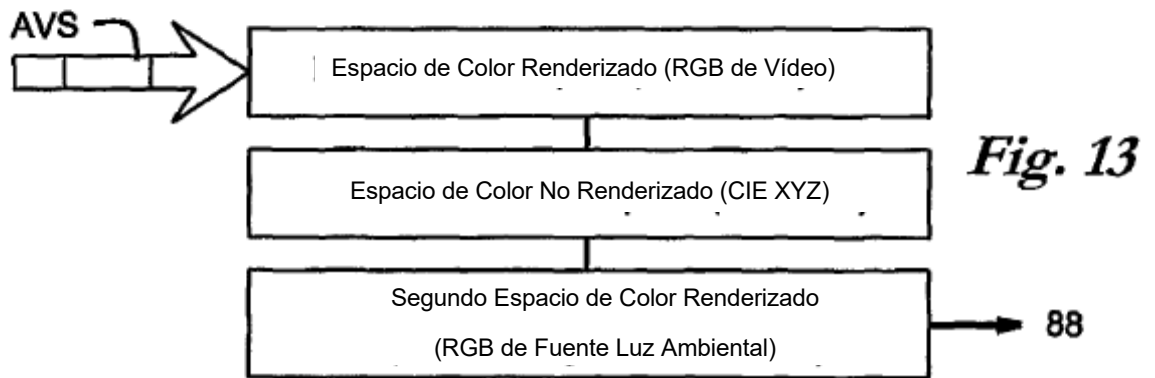 AVS
Espacio de Color Renderizado (RGB de Vídeo)
Fig. 13
Espacio de Color No Renderizado (CIE XYZ)
Segundo Espacio de Color Renderizado
(RGB de Fuente Luz Ambiental)
88